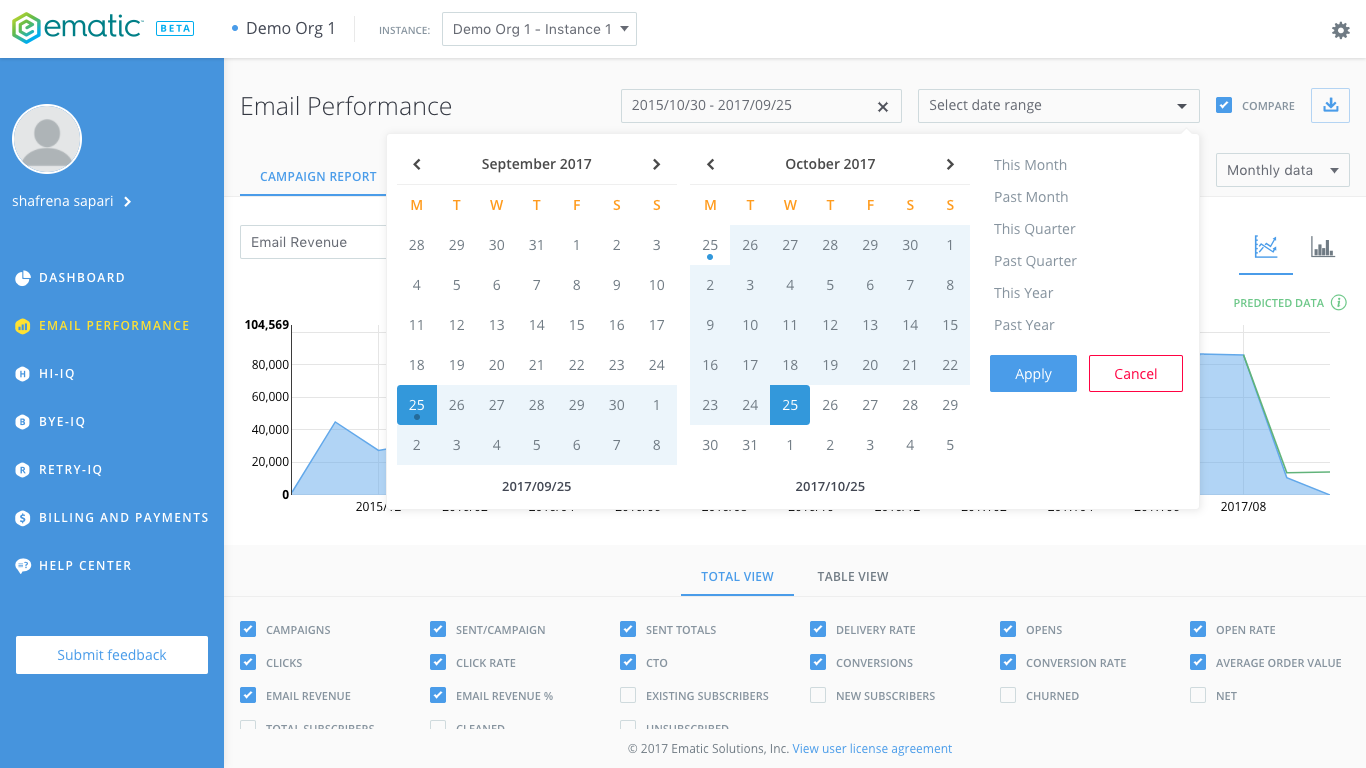 ematic BETA
Demo Org 1
INSTANCE:
Demo Org 1 - Instance 1
shafrena sapari
DASHBOARD
EMAIL PERFORMANCE
HI-IQ
BYE-IQ
RETRY-IQ
BILLING AND PAYMENTS
HELP CENTER
Submit feedback
Email Performance
2015/10/30 - 2017/09/25
Select date range
COMPARE
CAMPAIGN REPORT
Monthly data
Email Revenue
September 2017
M T W T F S S
28 29 30 31 1 2 3
4 5 6 7 8 9 10
11 12 13 14 15 16 17
18 19 20 21 22 23 24
25 26 27 28 29 30 1
2 3 4 5 6 7 8
2017/09/25
October 2017
M T W T F S S
25 26 27 28 29 30 1
2 3 4 5 6 7 8
9 10 11 12 13 14 15
16 17 18 19 20 21 22
23 24 25 26 27 28 29
30 31 1 2 3 4 5
2017/10/25
This Month
Past Month
This Quarter
Past Quarter
This Year
Past Year
Apply
Cancel
PREDICTED DATA
104,569
80,000
60,000
40,000
20,000
0
2017/08
TOTAL VIEW
TABLE VIEW
CAMPAIGNS
SENT/CAMPAIGN
SENT TOTALS
DELIVERY RATE
OPENS
OPEN RATE
CLICKS
CLICK RATE
CTO
CONVERSIONS
CONVERSION RATE
AVERAGE ORDER VALUE
EMAIL REVENUE
EMAIL REVENUE %
EXISTING SUBSCRIBERS
NEW SUBSCRIBERS
CHURNED
NET
TOTAL SUBSCRIBERS
CLEANED
UNSUBSCRIBED
© 2017 Ematic Solutions, Inc. View user license agreement